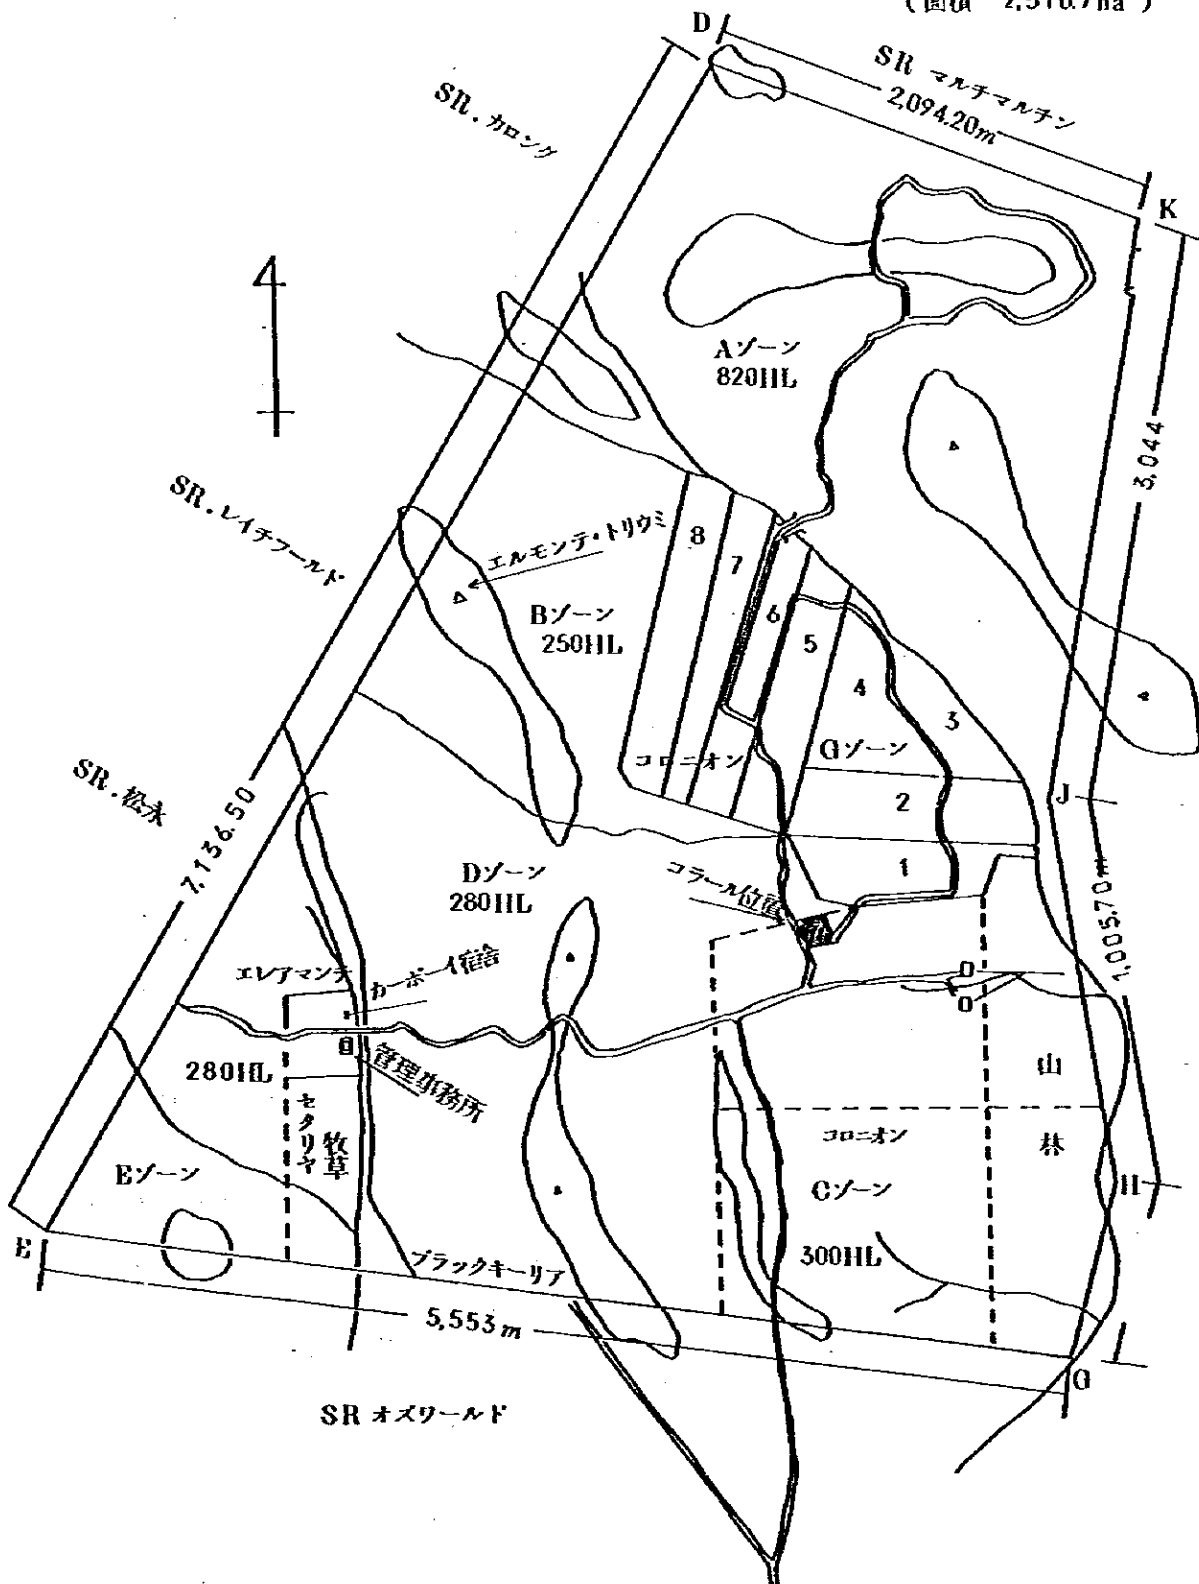 (面積 2,510.7ha)
D
SR マルチマルチン
2,094.20m
K
SR.カロング
Aゾーン
820HL
3,044
SR.レイチフールド
エルモンテ・トリウミ
Bゾーン
250HL
8
7
6
5
4
3
Gゾーン
コロニオン
2
J
SR.松永
7,136.50
Dゾーン
280HL
コラール位置
1
1,005.70m
エレアマンテ
カーボーイ宿舎
280HL
管理事務所
セタリヤ
牧草
山林
コロニオン
Eゾーン
Cゾーン
H
300HL
E
ブラックキーリア
5,553m
G
SR オズワールド